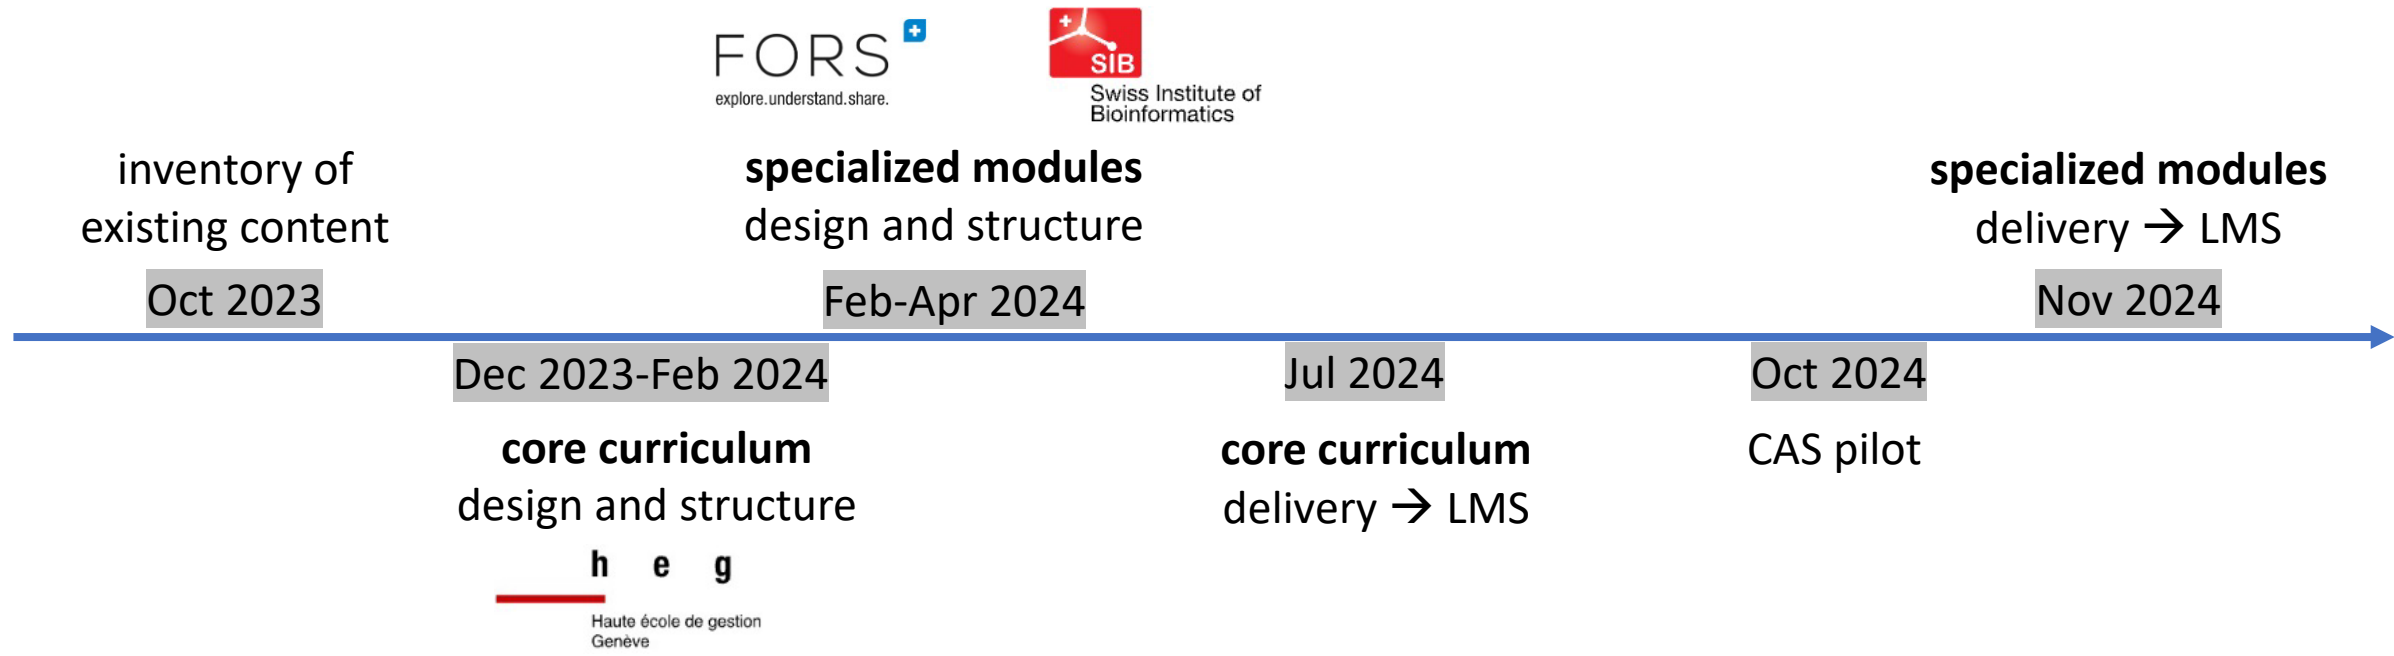 FORS
explore.understand.share.
SIB
Swiss Institute of
Bioinformatics
inventory of
existing content
Oct 2023
specialized modules
design and structure
Feb-Apr 2024
specialized modules
delivery → LMS
Nov 2024
Dec 2023-Feb 2024
core curriculum
design and structure
h e g
Haute école de gestion
Genève
Jul 2024
core curriculum
delivery → LMS
Oct 2024
CAS pilot